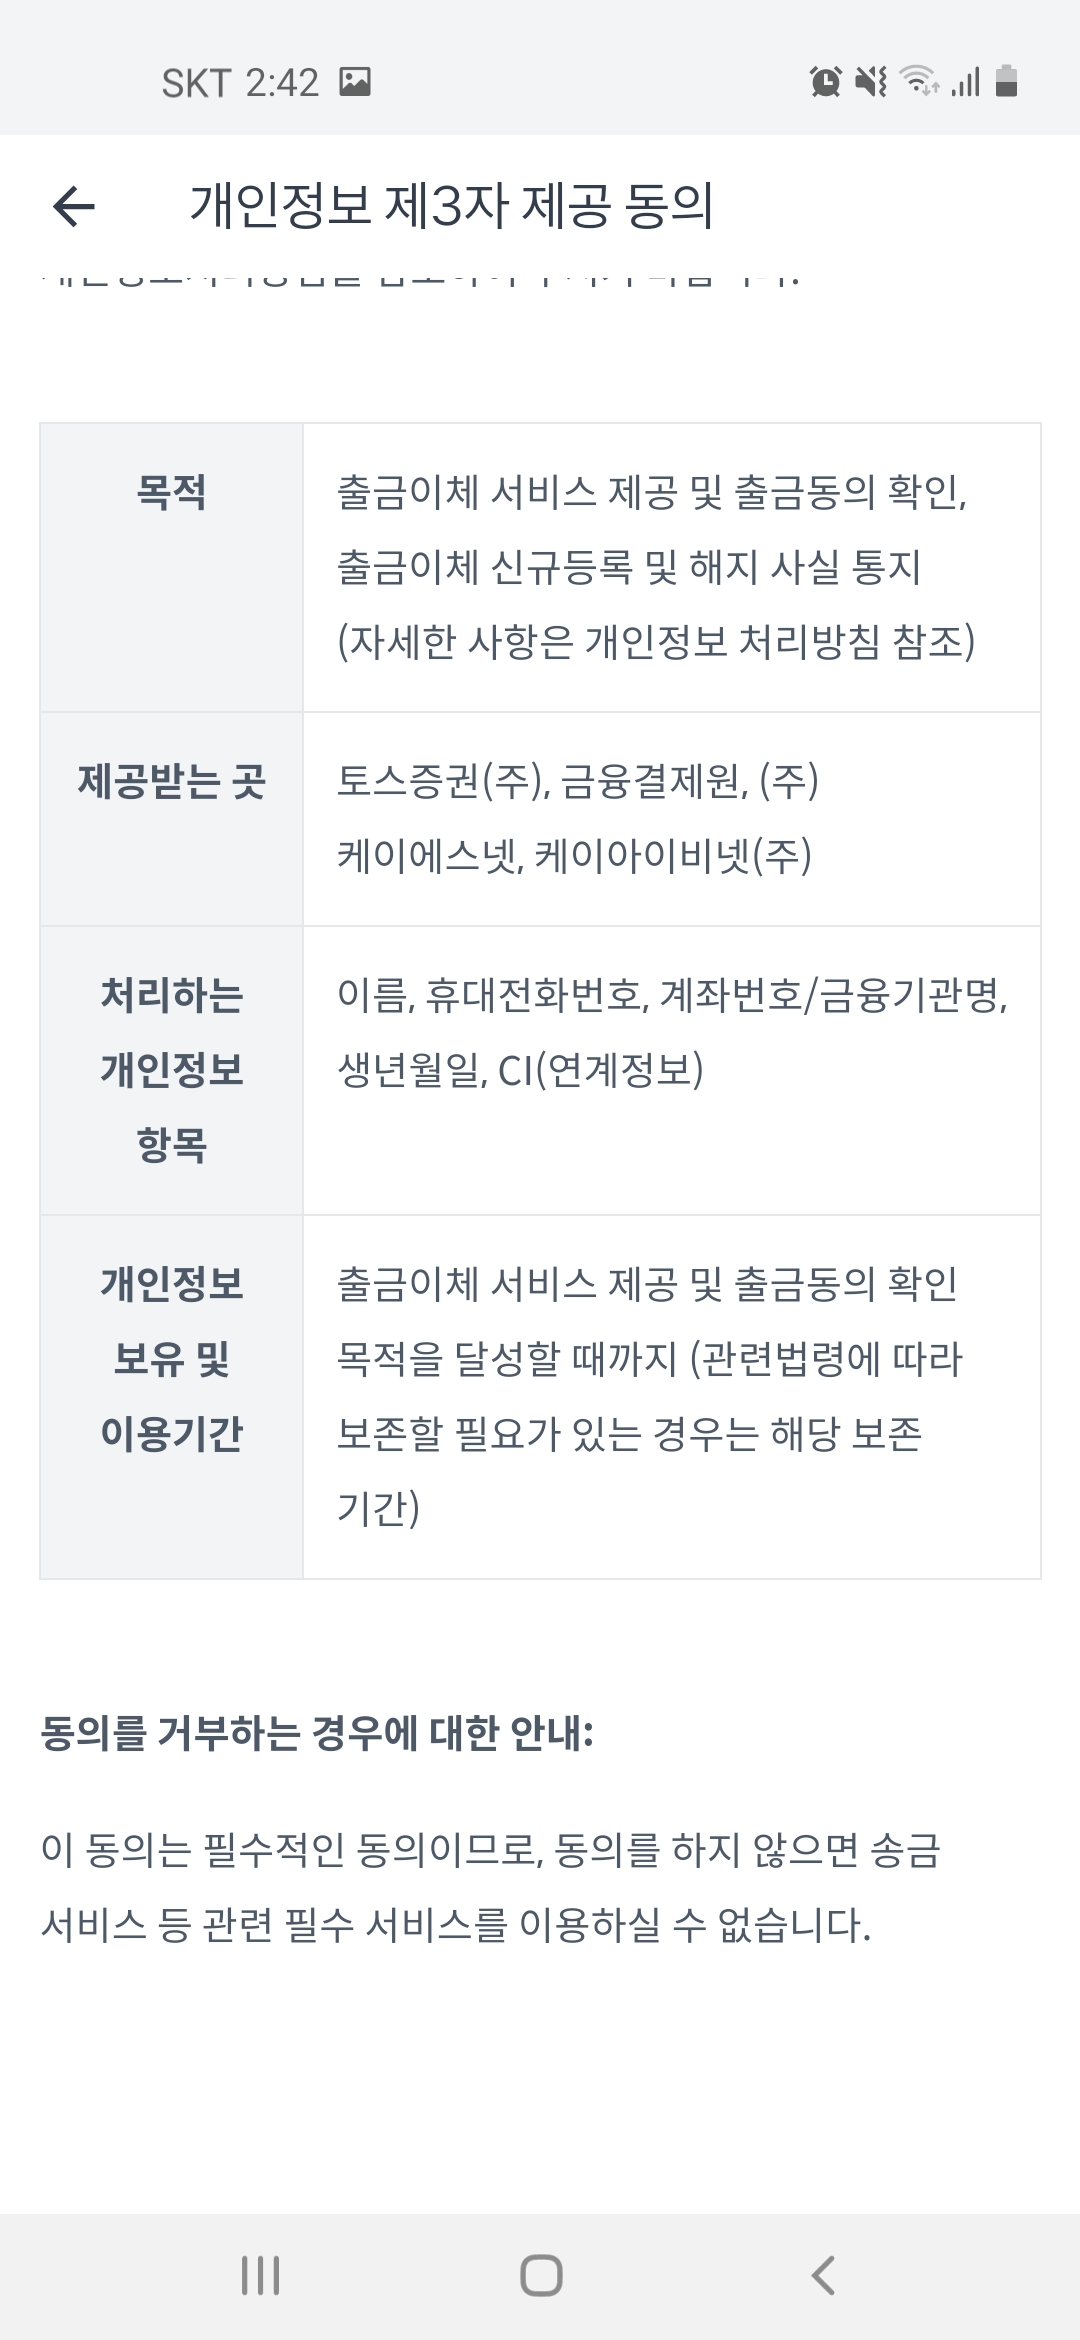 SKT 2:42
개인정보 제3자 제공 동의
목적
출금이체 서비스 제공 및 출금동의 확인,
출금이체 신규등록 및 해지 사실 통지
(자세한 사항은 개인정보 처리방침 참조)
제공받는 곳
토스증권(주), 금융결제원, (주)
케이에스넷, 케이아이비넷(주)
처리하는
개인정보
항목
이름, 휴대전화번호, 계좌번호/금융기관명,
생년월일, CI(연계정보)
개인정보
보유 및
이용기간
출금이체 서비스 제공 및 출금동의 확인
목적을 달성할 때까지 (관련법령에 따라
보존할 필요가 있는 경우는 해당 보존
기간)
동의를 거부하는 경우에 대한 안내:
이 동의는 필수적인 동의이므로, 동의를 하지 않으면 송금
서비스 등 관련 필수 서비스를 이용하실 수 없습니다.